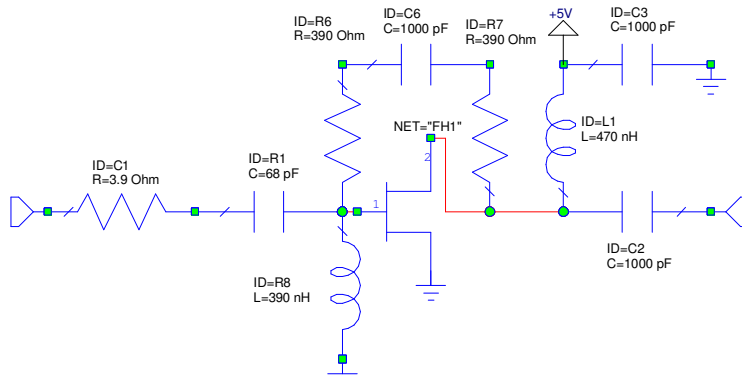 ID=R6
R=390 Ohm
ID=C6
C=1000 pF
ID=R7
R=390 Ohm
+5V
ID=C3
C=1000 pF
NET="FH1"
2
ID=L1
L=470 nH
ID=C1
R=3.9 Ohm
ID=R1
C=68 pF
1
ID=R8
L=390 nH
ID=C2
C=1000 pF